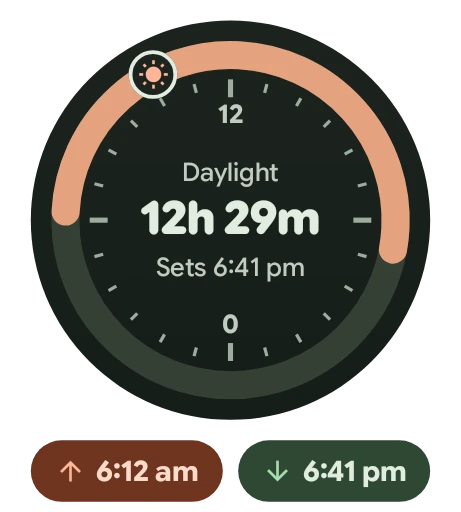 12
Daylight
12h 29m
Sets 6:41 pm
0
↑ 6:12 am
↓ 6:41 pm